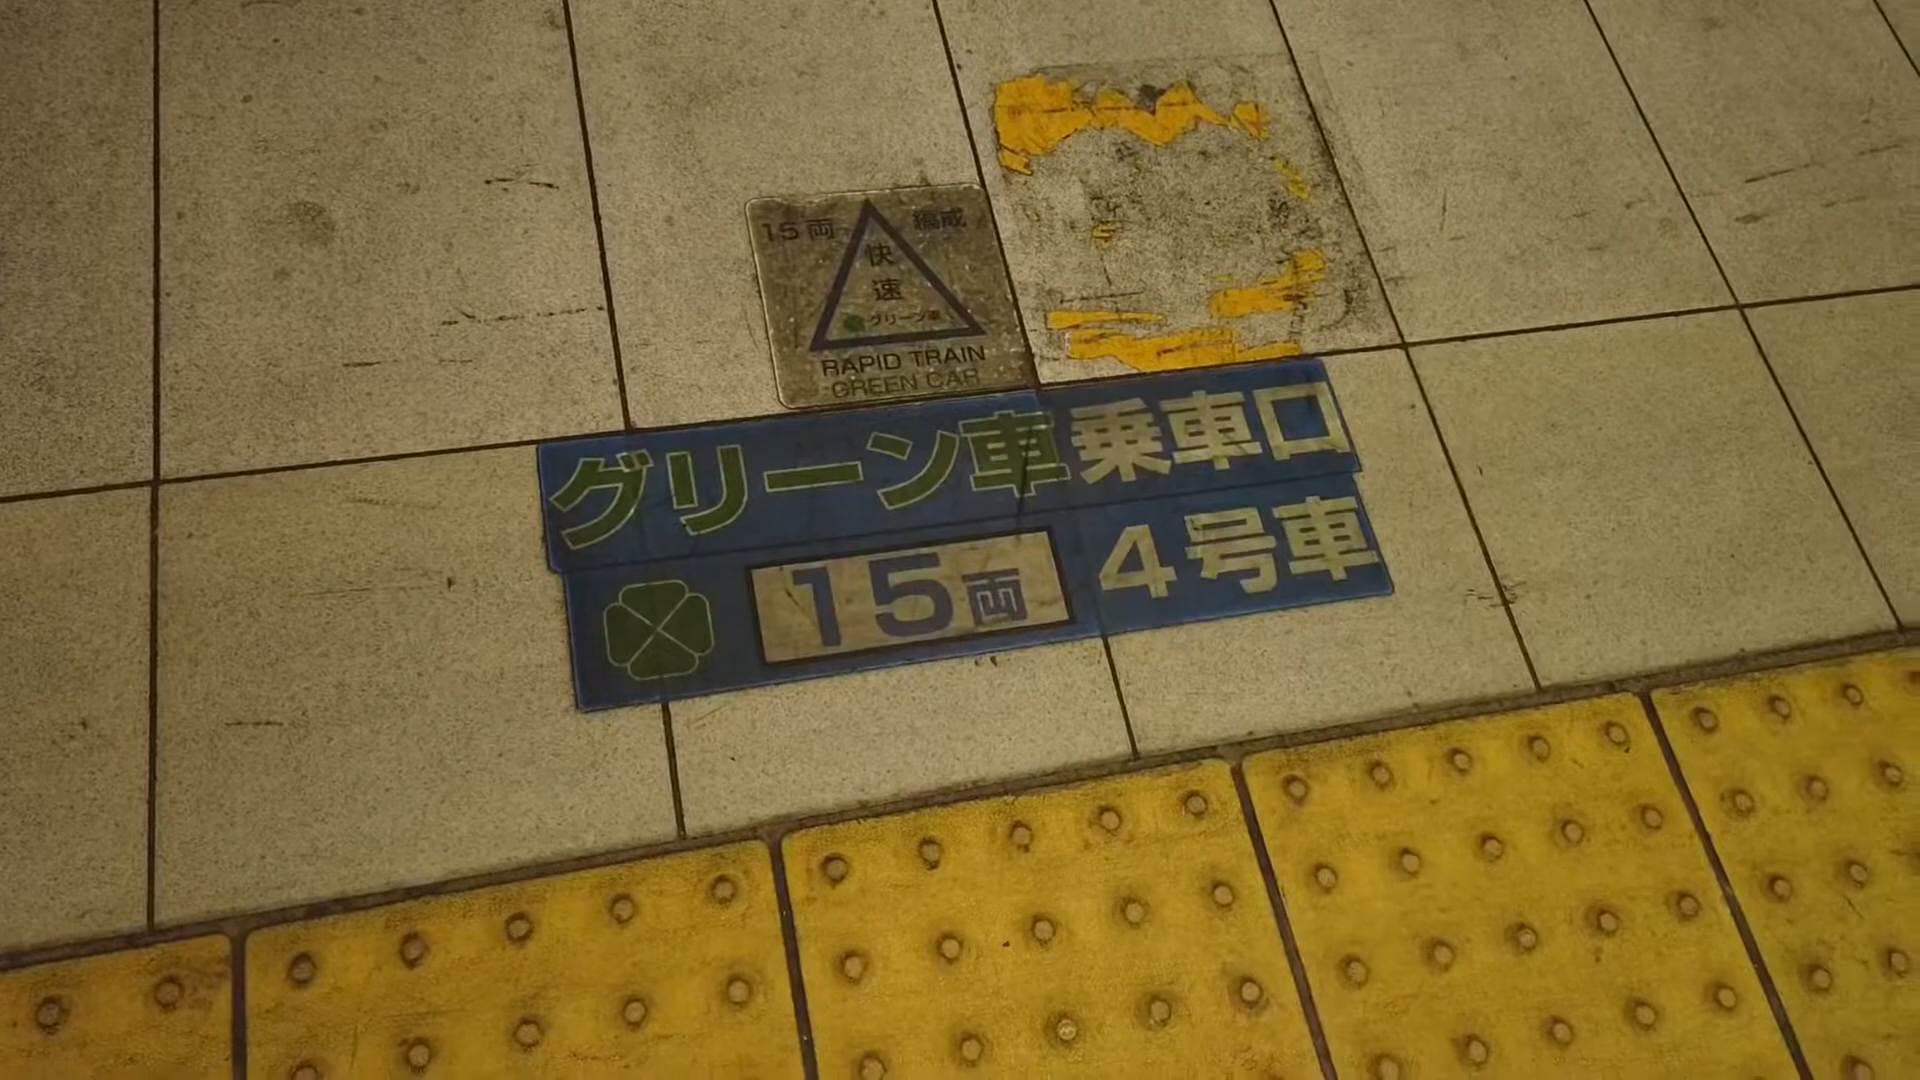 15両 編成
快
速
グリーン車
RAPID TRAIN
GREEN CAR
グリーン車乗車口
15両 4号車